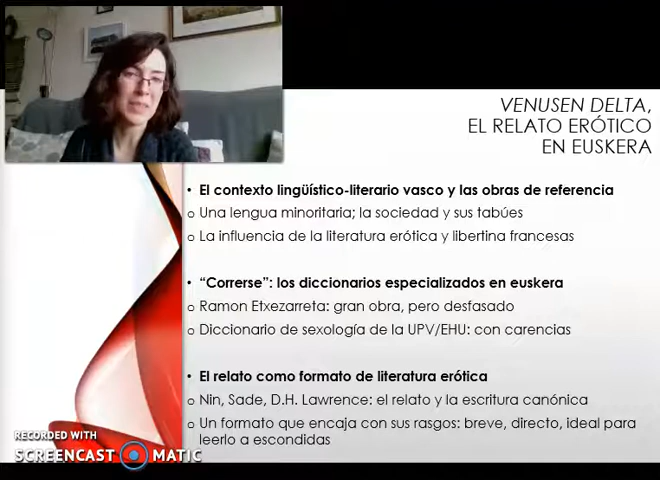 VENUSEN DELTA,
EL RELATO ERÓTICO
EN EUSKERA
• El contexto lingüístico-literario vasco y las obras de referencia
o Una lengua minoritaria; la sociedad y sus tabúes
o La influencia de la literatura erótica y libertina francesas
• “Correrse”: los diccionarios especializados en euskera
o Ramon Etxezarreta: gran obra, pero desfasado
o Diccionario de sexología de la UPV/EHU: con carencias
• El relato como formato de literatura erótica
o Nin, Sade, D.H. Lawrence: el relato y la escritura canónica
o Un formato que encaja con sus rasgos: breve, directo, ideal para
leerlo a escondidas
RECORDED WITH
SCREENCAST MATIC